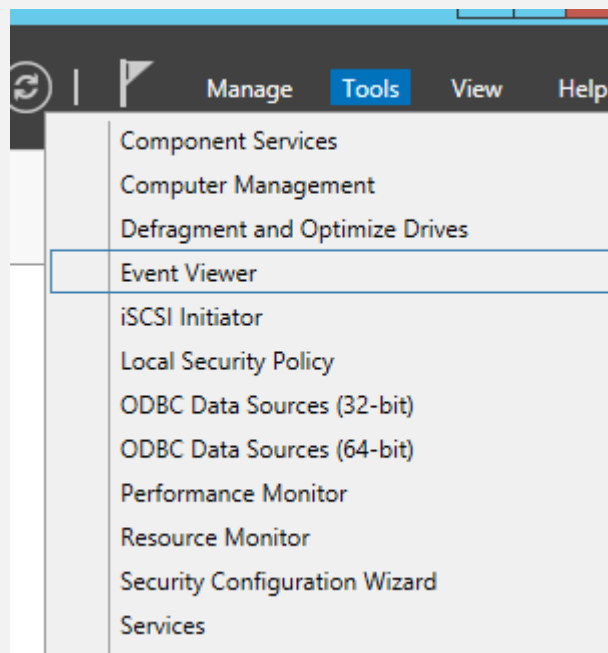 Manage Tools View Help
Component Services
Computer Management
Defragment and Optimize Drives
Event Viewer
iSCSI Initiator
Local Security Policy
ODBC Data Sources (32-bit)
ODBC Data Sources (64-bit)
Performance Monitor
Resource Monitor
Security Configuration Wizard
Services